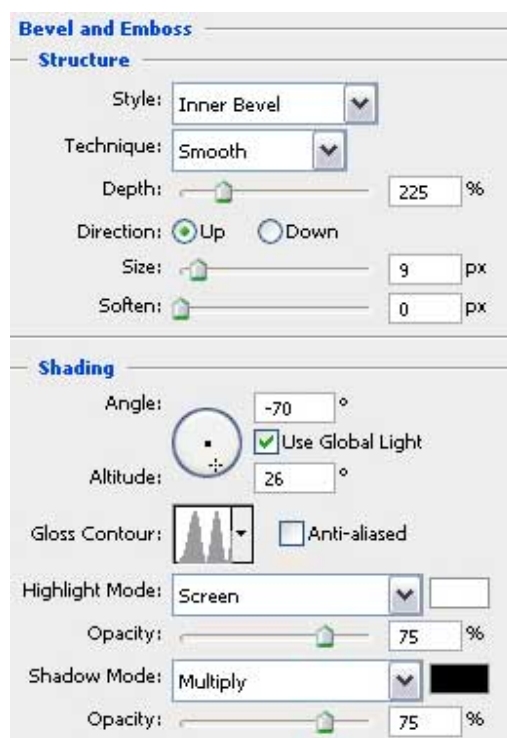 Bevel and Emboss
Structure
Style: Inner Bevel
Technique: Smooth
Depth: 225 %
Direction: Up Down
Size: 9 px
Soften: 0 px
Shading
Angle: -70 °
Use Global Light
Altitude: 26 °
Gloss Contour: Anti-aliased
Highlight Mode: Screen
Opacity: 75 %
Shadow Mode: Multiply
Opacity: 75 %